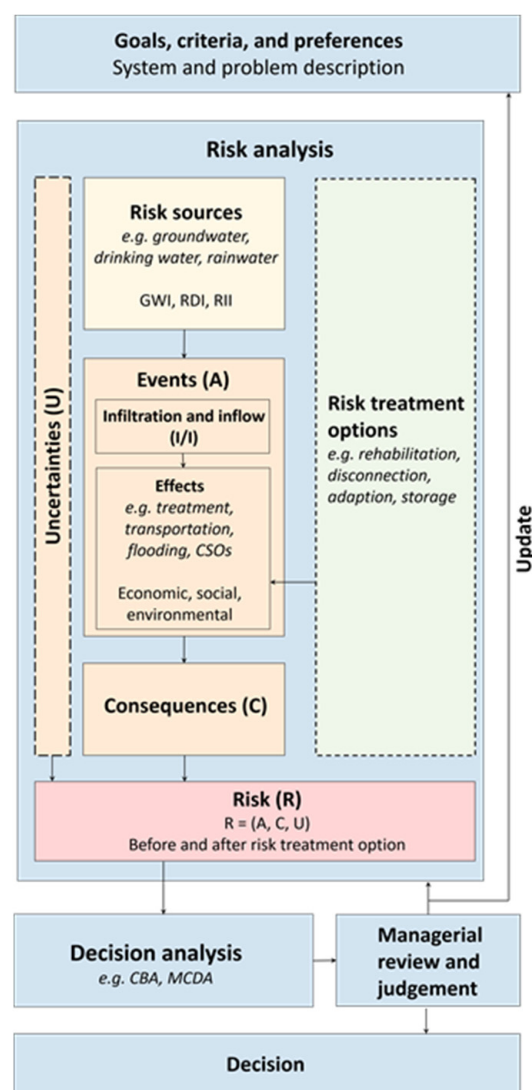 Goals, criteria, and preferences
System and problem description
Risk analysis
Uncertainties (U)
Risk sources
e.g. groundwater,
drinking water, rainwater
GWI, RDI, RII
Events (A)
Infiltration and inflow
(I/I)
Effects
e.g. treatment,
transportation,
flooding, CSOs
Economic, social,
environmental
Risk treatment
options
e.g. rehabilitation,
disconnection,
adaption, storage
Update
Consequences (C)
Risk (R)
R = (A, C, U)
Before and after risk treatment option
Decision analysis
e.g. CBA, MCDA
Managerial
review and
judgement
Decision